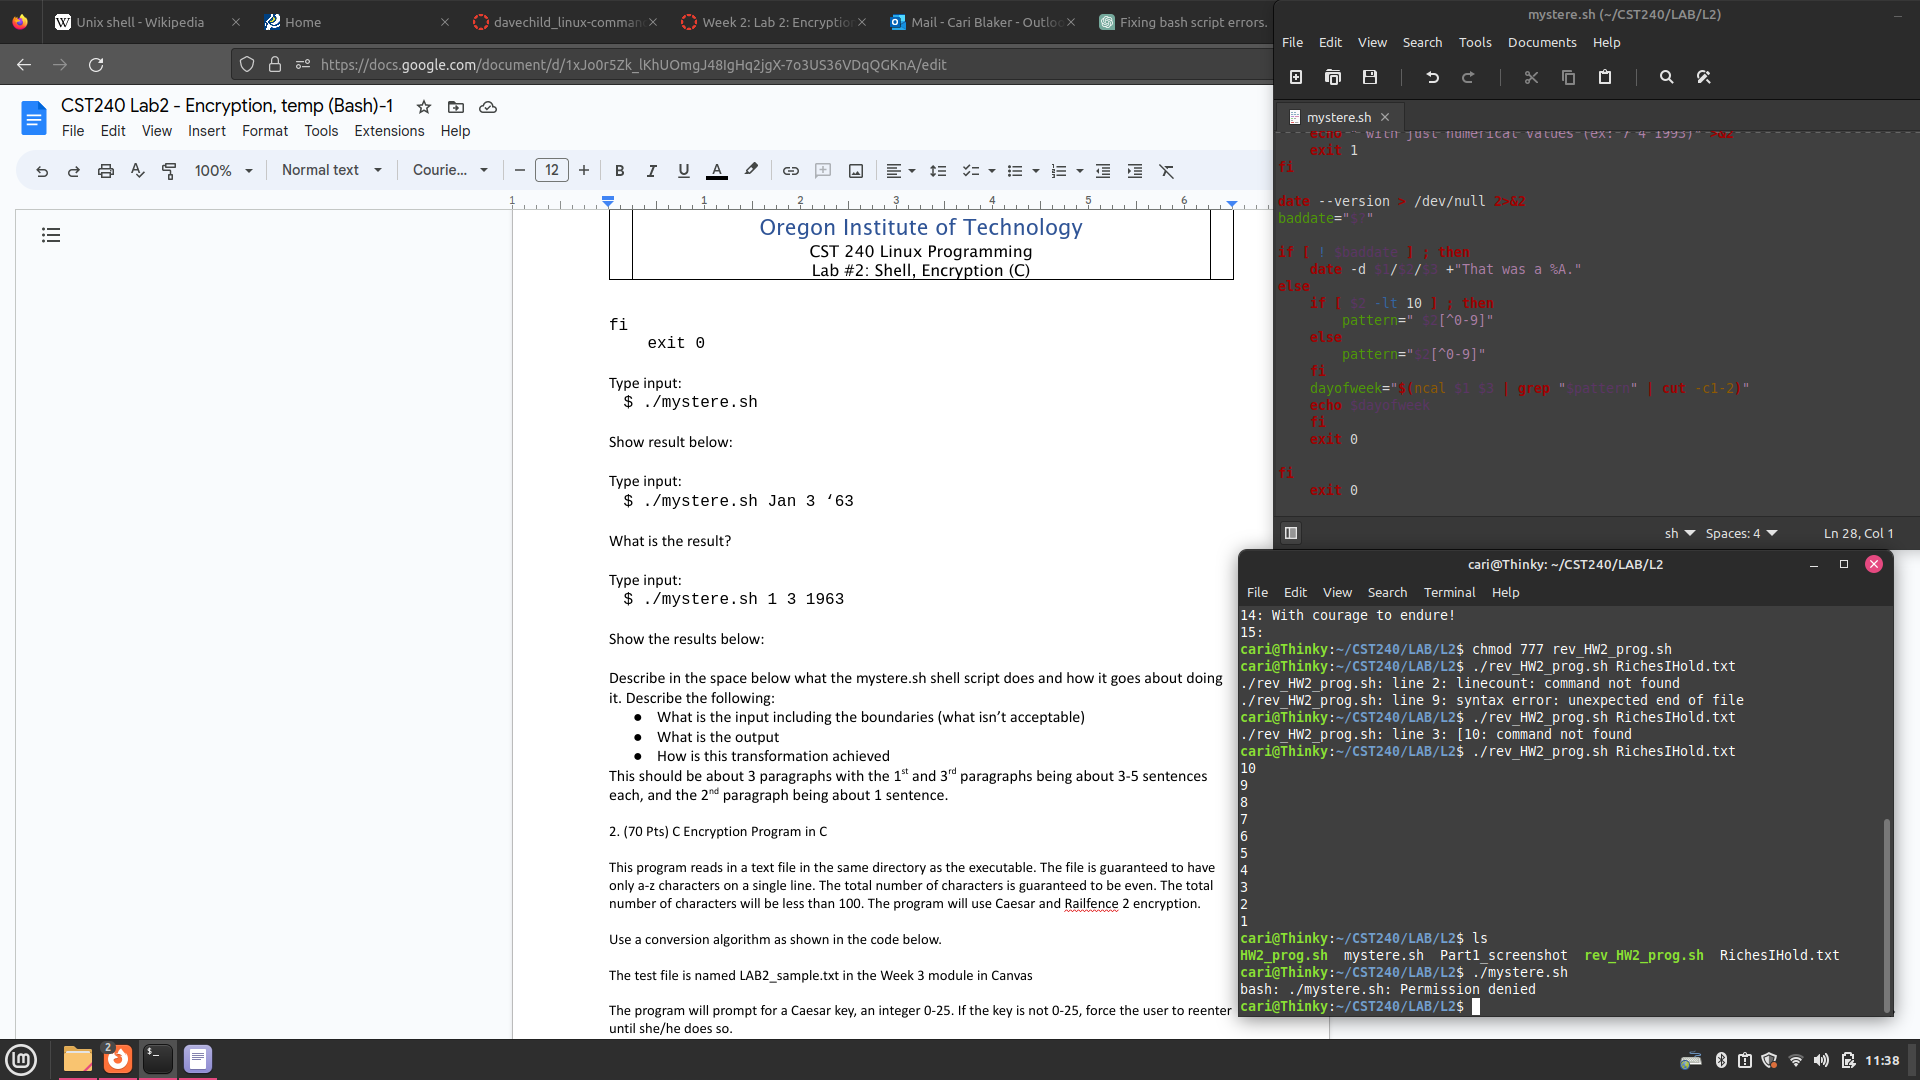 Unix shell - Wikipedia
Home
davechild_linux-comman
Week 2: Lab 2: Encryptio
Mail - Cari Blaker - Outloo
Fixing bash script errors.
https://docs.google.com/document/d/1xJo0r5Zk_lKhUOmgJ48IgHq2jgX-7o3US36VDqQGKnA/edit
CST240 Lab2 - Encryption, temp (Bash)-1
File Edit View Insert Format Tools Extensions Help
100% Normal text Courie... 12
1 1 2 3 4 5 6
Oregon Institute of Technology
CST 240 Linux Programming
Lab #2: Shell, Encryption (C)
fi
exit 0
Type input:
$ ./mystere.sh
Show result below:
Type input:
$ ./mystere.sh Jan 3 ‘63
What is the result?
Type input:
$ ./mystere.sh 1 3 1963
Show the results below:
Describe in the space below what the mystere.sh shell script does and how it goes about doing
it. Describe the following:
● What is the input including the boundaries (what isn’t acceptable)
● What is the output
● How is this transformation achieved
This should be about 3 paragraphs with the 1st and 3rd paragraphs being about 3-5 sentences
each, and the 2nd paragraph being about 1 sentence.
2. (70 Pts) C Encryption Program in C
This program reads in a text file in the same directory as the executable. The file is guaranteed to have
only a-z characters on a single line. The total number of characters is guaranteed to be even. The total
number of characters will be less than 100. The program will use Caesar and Railfence 2 encryption.
Use a conversion algorithm as shown in the code below.
The test file is named LAB2_sample.txt in the Week 3 module in Canvas
The program will prompt for a Caesar key, an integer 0-25. If the key is not 0-25, force the user to reenter
until she/he does so.
mystere.sh (~/CST240/LAB/L2)
File Edit View Search Tools Documents Help
mystere.sh
echo " with just numerical values (ex: 7 4 1993)" >&2
exit 1
fi
date --version > /dev/null 2>&2
baddate="$?"
if [ ! $baddate ] ; then
date -d $1/$2/$3 +"That was a %A."
else
if [ $2 -lt 10 ] ; then
pattern=" $2[^0-9]"
else
pattern="$2[^0-9]"
fi
dayofweek="$(ncal $1 $3 | grep "$pattern" | cut -c1-2)"
echo $dayofweek
fi
exit 0
fi
exit 0
sh Spaces: 4 Ln 28, Col 1
cari@Thinky: ~/CST240/LAB/L2
File Edit View Search Terminal Help
14: With courage to endure!
15:
cari@Thinky:~/CST240/LAB/L2$ chmod 777 rev_HW2_prog.sh
cari@Thinky:~/CST240/LAB/L2$ ./rev_HW2_prog.sh RichesIHold.txt
./rev_HW2_prog.sh: line 2: linecount: command not found
./rev_HW2_prog.sh: line 9: syntax error: unexpected end of file
cari@Thinky:~/CST240/LAB/L2$ ./rev_HW2_prog.sh RichesIHold.txt
./rev_HW2_prog.sh: line 3: [10: command not found
cari@Thinky:~/CST240/LAB/L2$ ./rev_HW2_prog.sh RichesIHold.txt
10
9
8
7
6
5
4
3
2
1
cari@Thinky:~/CST240/LAB/L2$ ls
HW2_prog.sh mystere.sh Part1_screenshot rev_HW2_prog.sh RichesIHold.txt
cari@Thinky:~/CST240/LAB/L2$ ./mystere.sh
bash: ./mystere.sh: Permission denied
cari@Thinky:~/CST240/LAB/L2$
2
11:38